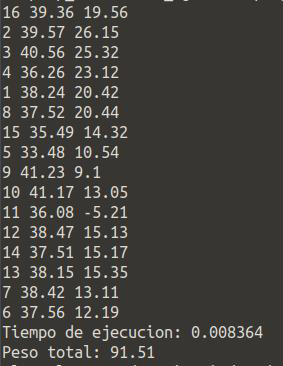 16 39.36 19.56
2 39.57 26.15
3 40.56 25.32
4 36.26 23.12
1 38.24 20.42
8 37.52 20.44
15 35.49 14.32
5 33.48 10.54
9 41.23 9.1
10 41.17 13.05
11 36.08 -5.21
12 38.47 15.13
14 37.51 15.17
13 38.15 15.35
7 38.42 13.11
6 37.56 12.19
Tiempo de ejecucion: 0.008364
Peso total: 91.51